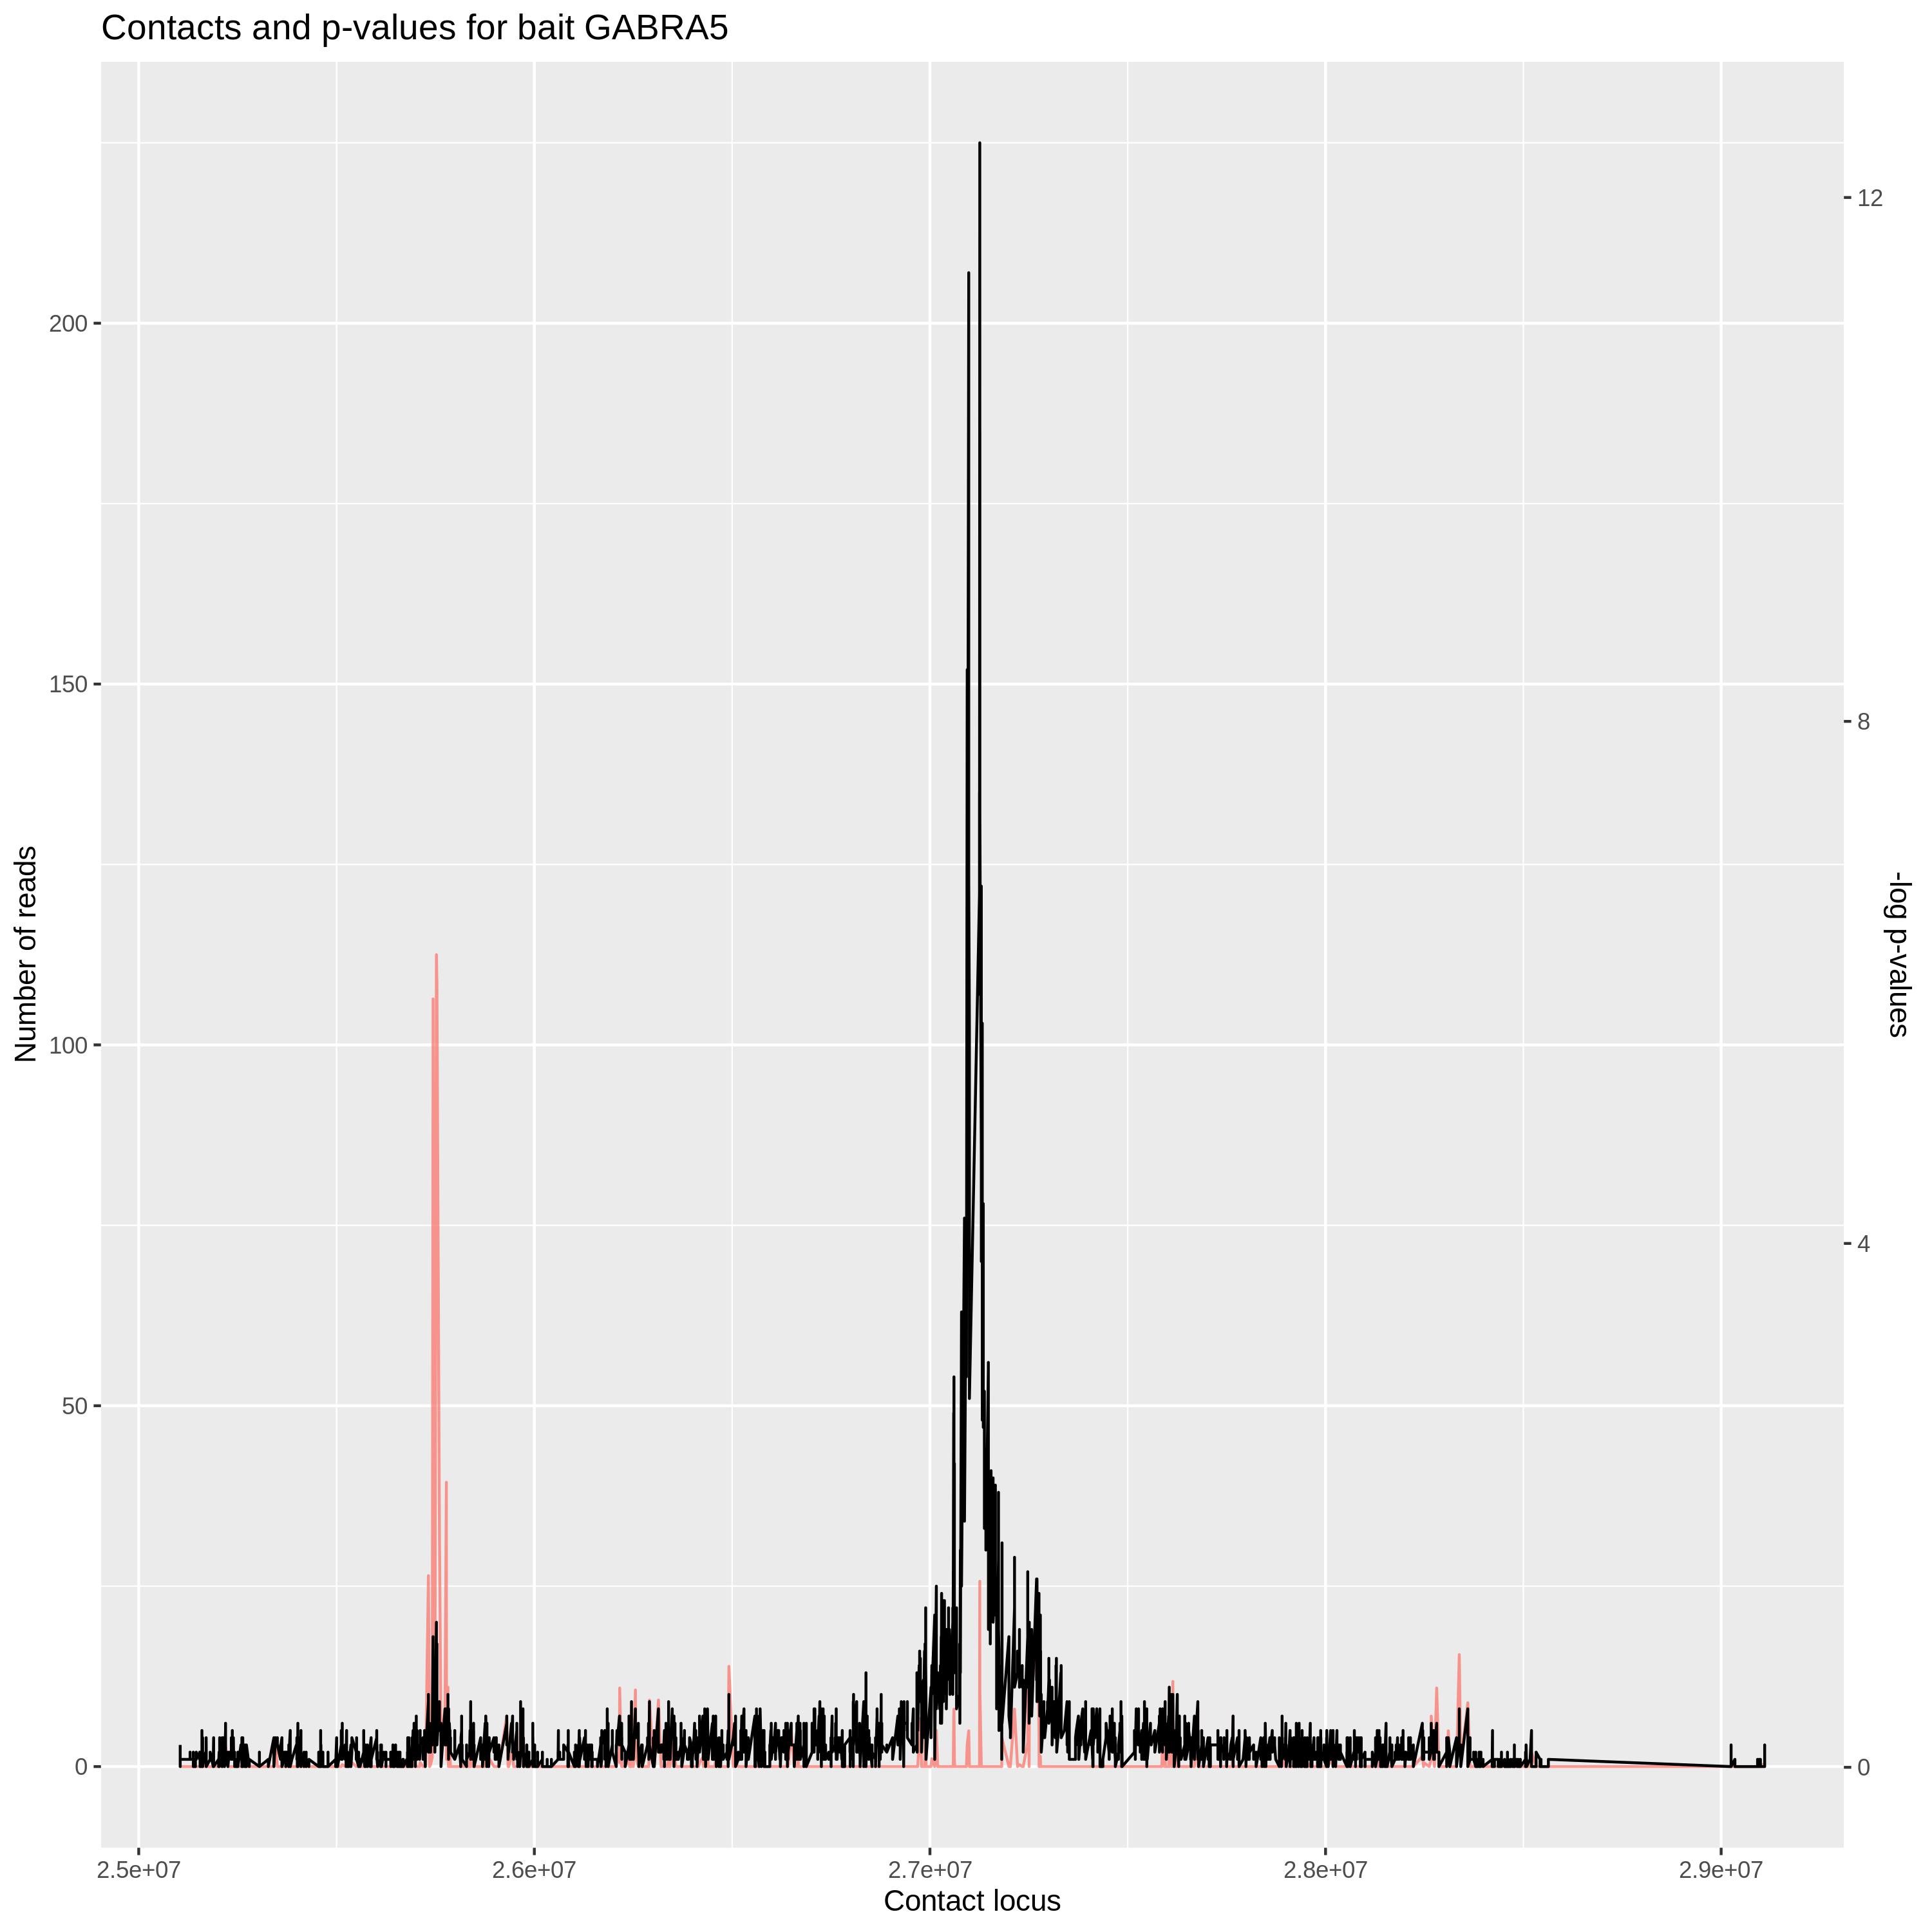 Contacts and p-values for bait GABRA5
Number of reads
200
150
100
50
0
12
8
4
0
-log p-values
2.5e+07
2.6e+07
2.7e+07
2.8e+07
2.9e+07
Contact locus